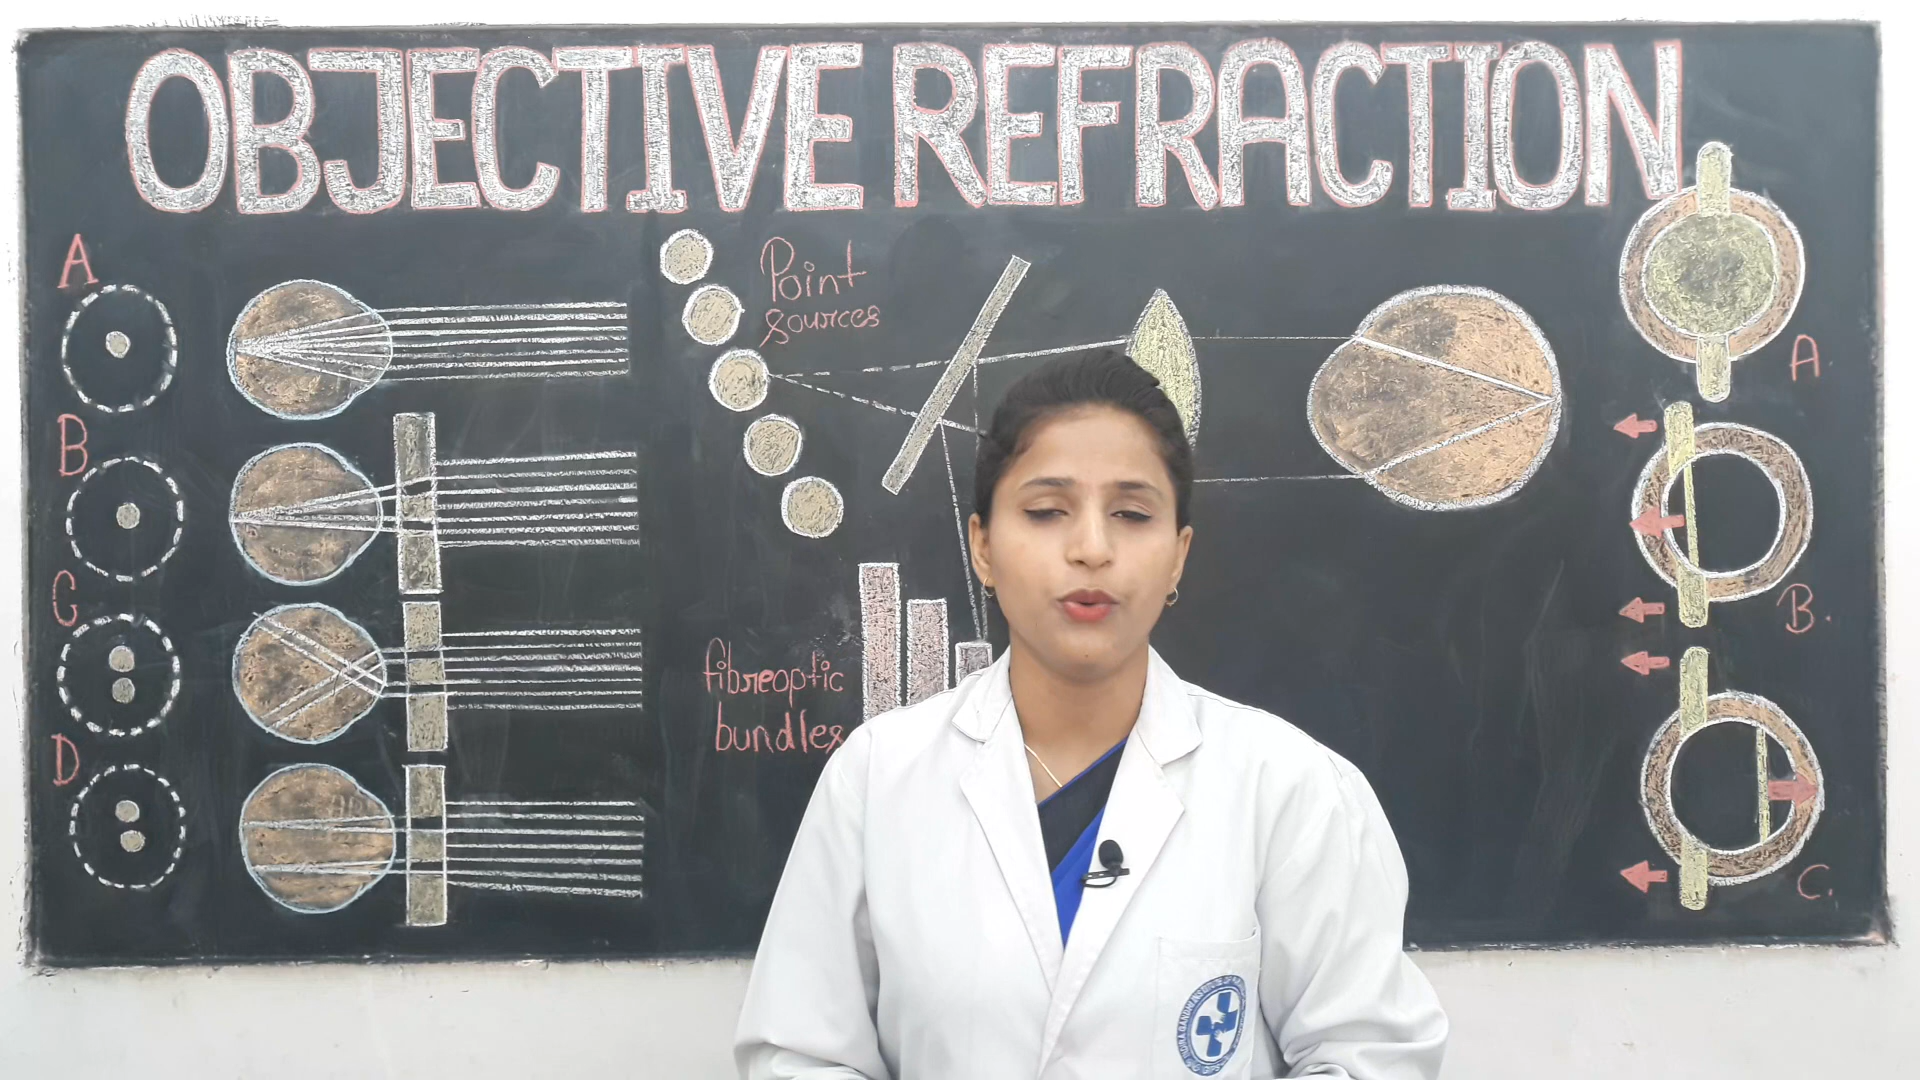 OBJECTIVE REFRACTION
A
B
C
D
Point
sources
fibreoptic
bundles
A.
B.
C.